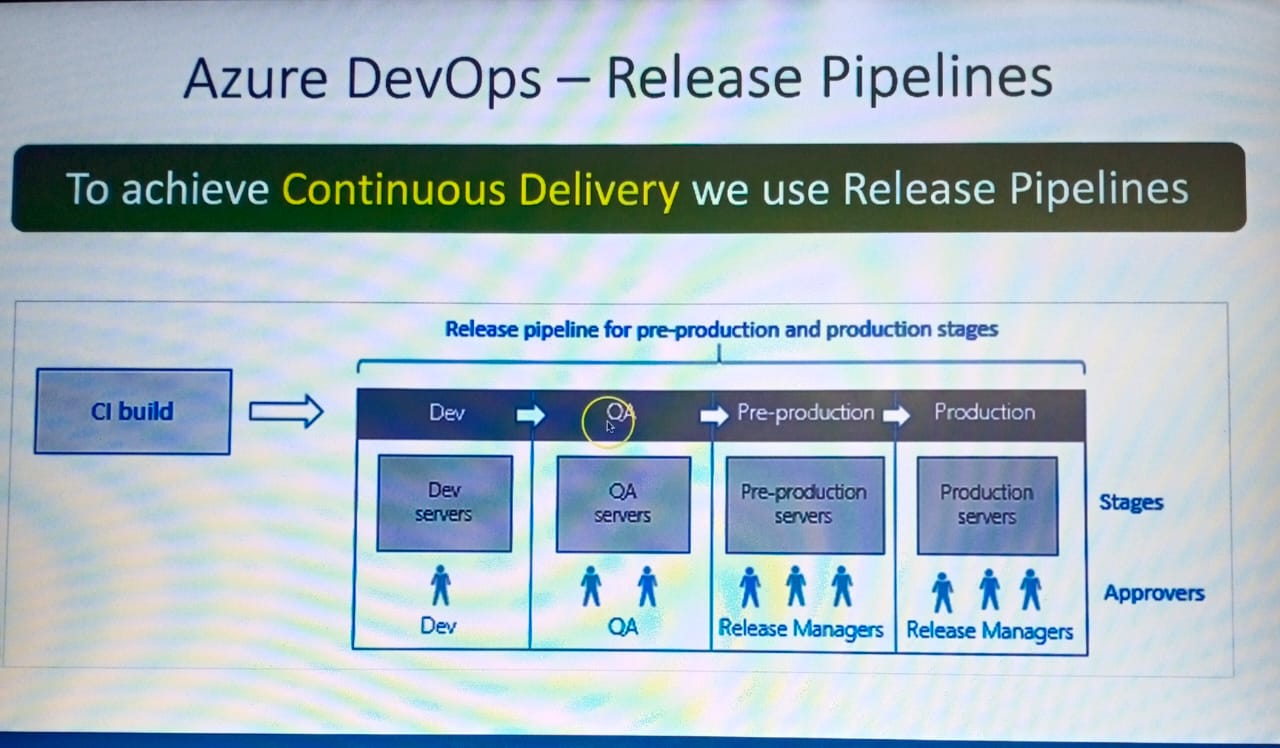 Azure DevOps – Release Pipelines
To achieve Continuous Delivery we use Release Pipelines
Release pipeline for pre-production and production stages
CI build
Dev
QA
Pre-production
Production
Dev
servers
QA
servers
Pre-production
servers
Production
servers
Stages
Approvers
Dev
QA
Release Managers
Release Managers